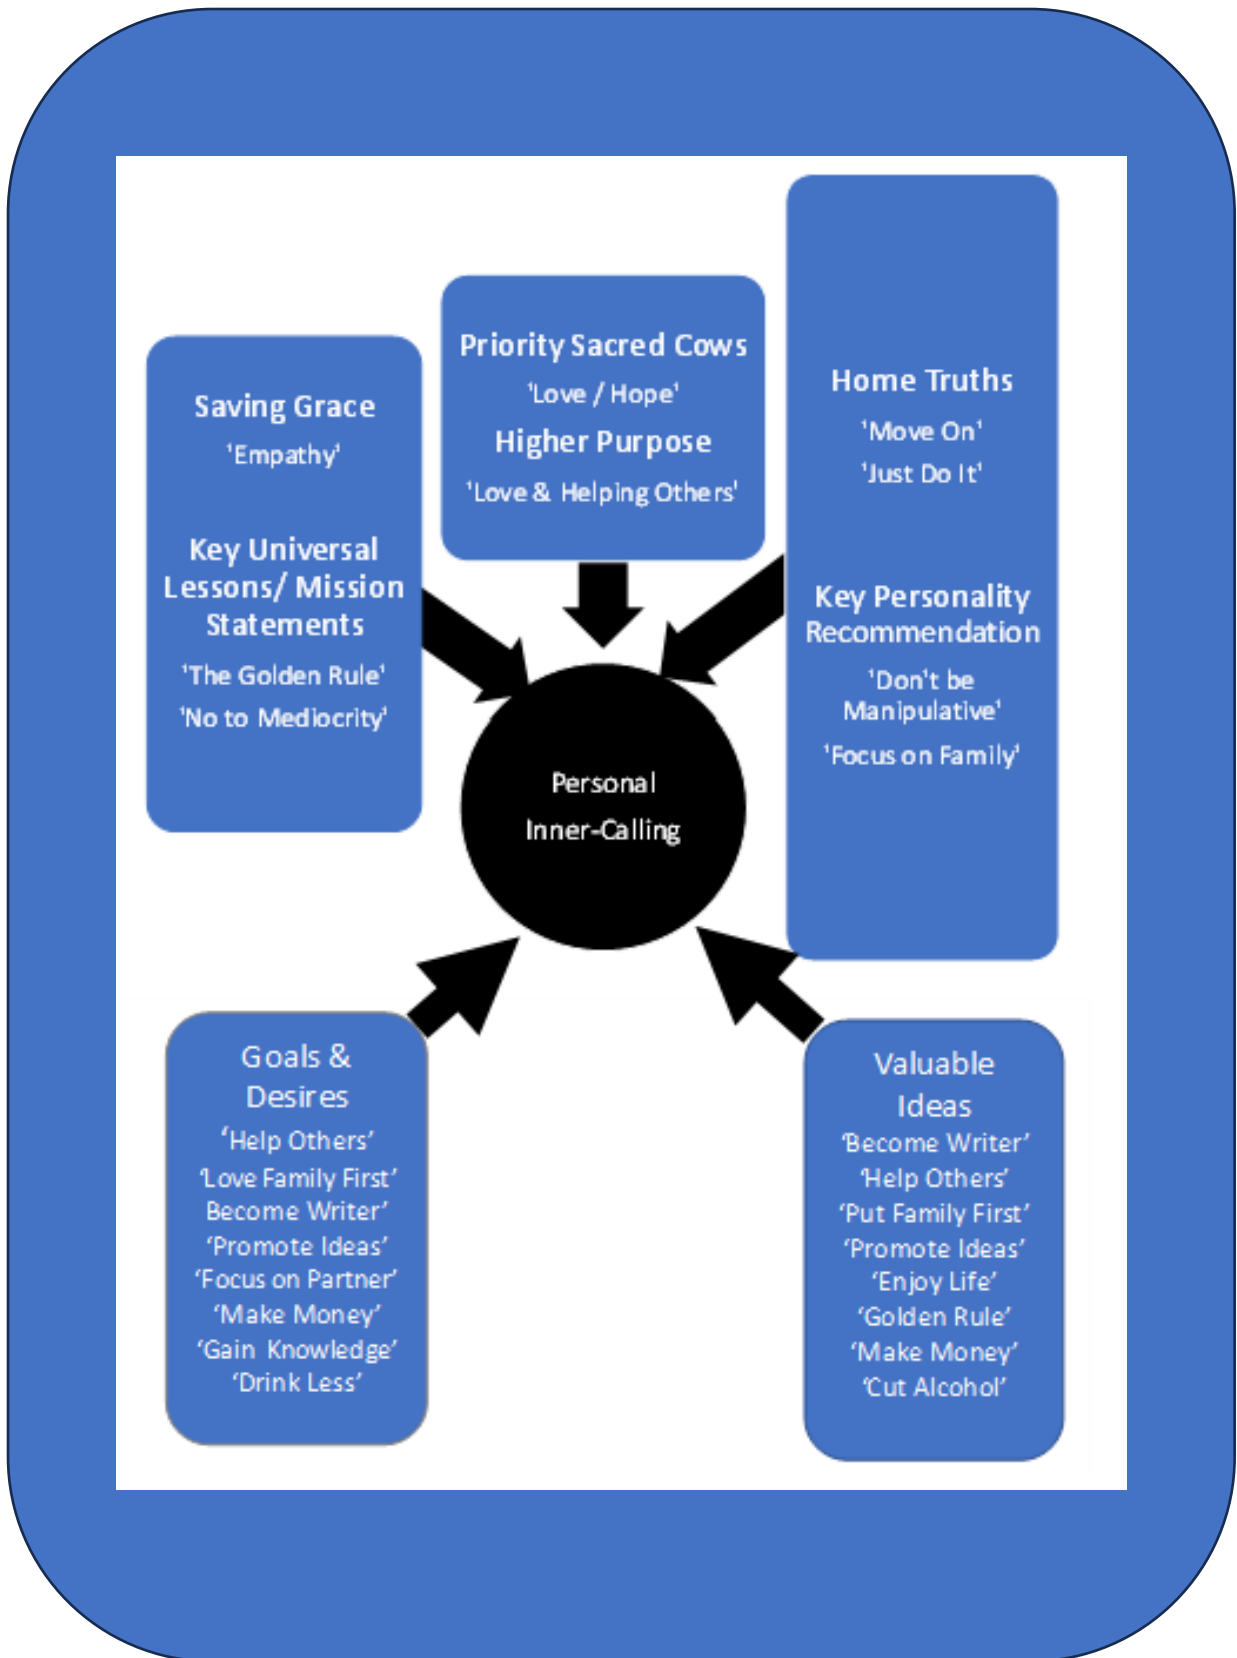 Saving Grace
'Empathy'
Key Universal
Lessons/ Mission
Statements
'The Golden Rule'
'No to Mediocrity'
Priority Sacred Cows
'Love / Hope'
Higher Purpose
'Love & Helping Others'
Home Truths
'Move On'
'Just Do It'
Key Personality
Recommendation
'Don't be
Manipulative'
'Focus on Family'
Personal
Inner-Calling
Goals &
Desires
‘Help Others’
‘Love Family First’
Become Writer’
‘Promote Ideas’
‘Focus on Partner’
‘Make Money’
‘Gain Knowledge’
‘Drink Less’
Valuable
Ideas
‘Become Writer’
‘Help Others’
‘Put Family First’
‘Promote Ideas’
‘Enjoy Life’
‘Golden Rule’
‘Make Money’
‘Cut Alcohol’